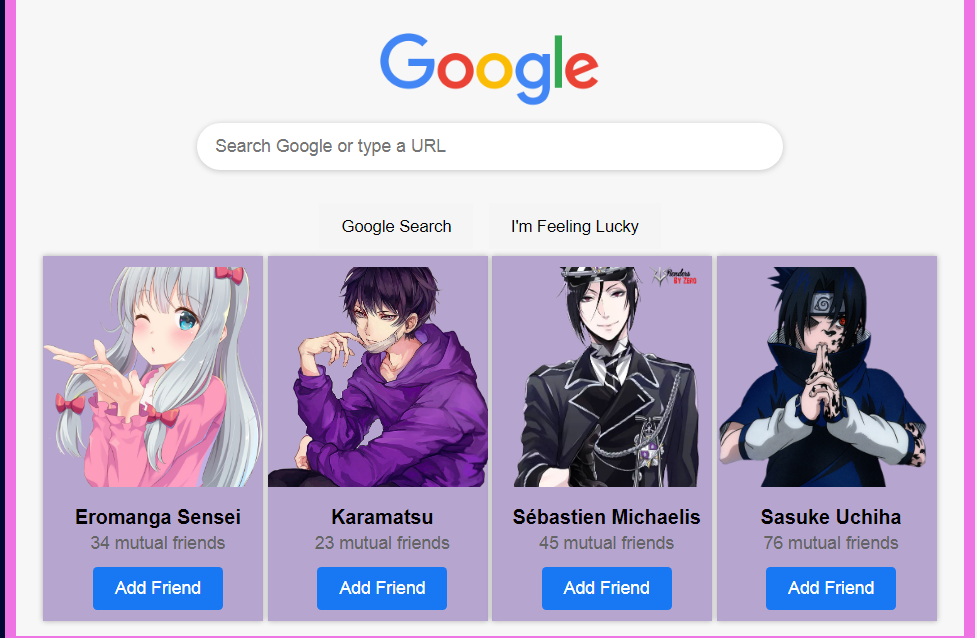 Google
Search Google or type a URL
Google Search
I'm Feeling Lucky
Renders
BY ZERO
Eromanga Sensei
34 mutual friends
Add Friend
Karamatsu
23 mutual friends
Add Friend
Sébastien Michaelis
45 mutual friends
Add Friend
Sasuke Uchiha
76 mutual friends
Add Friend